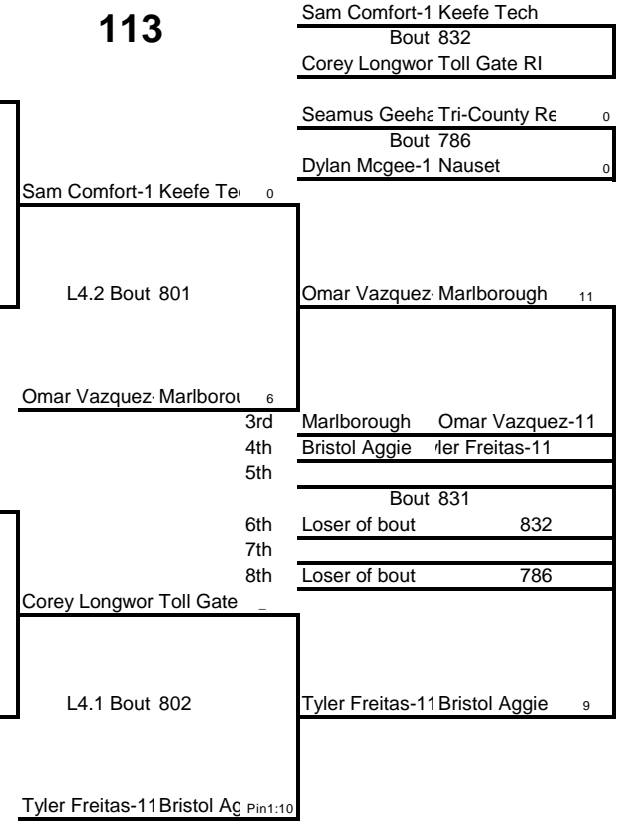 Sam Comfort-1 Keefe Tech
113
Bout 832
Corey Longwor Toll Gate RI
Seamus Geeha Tri-County Re 0
Bout 786
Dylan Mcgee-1 Nauset 0
Sam Comfort-1 Keefe Te 0
L4.2 Bout 801
Omar Vazquez Marlborough 11
Omar Vazquez Marlborou 6
3rd Marlborough Omar Vazquez-11
4th Bristol Aggie ler Freitas-11
5th
Bout 831
6th Loser of bout 832
7th
8th Loser of bout 786
Corey Longwor Toll Gate _
L4.1 Bout 802
Tyler Freitas-11 Bristol Aggie 9
Tyler Freitas-11 Bristol Ag Pin1:10